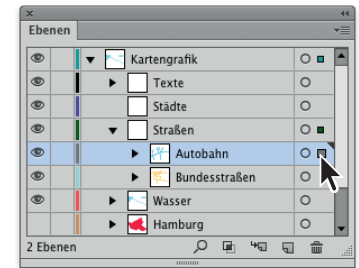 Ebenen
Kartengrafik
Texte
Städte
Straßen
Autobahn
Bundesstraßen
Wasser
Hamburg
2 Ebenen